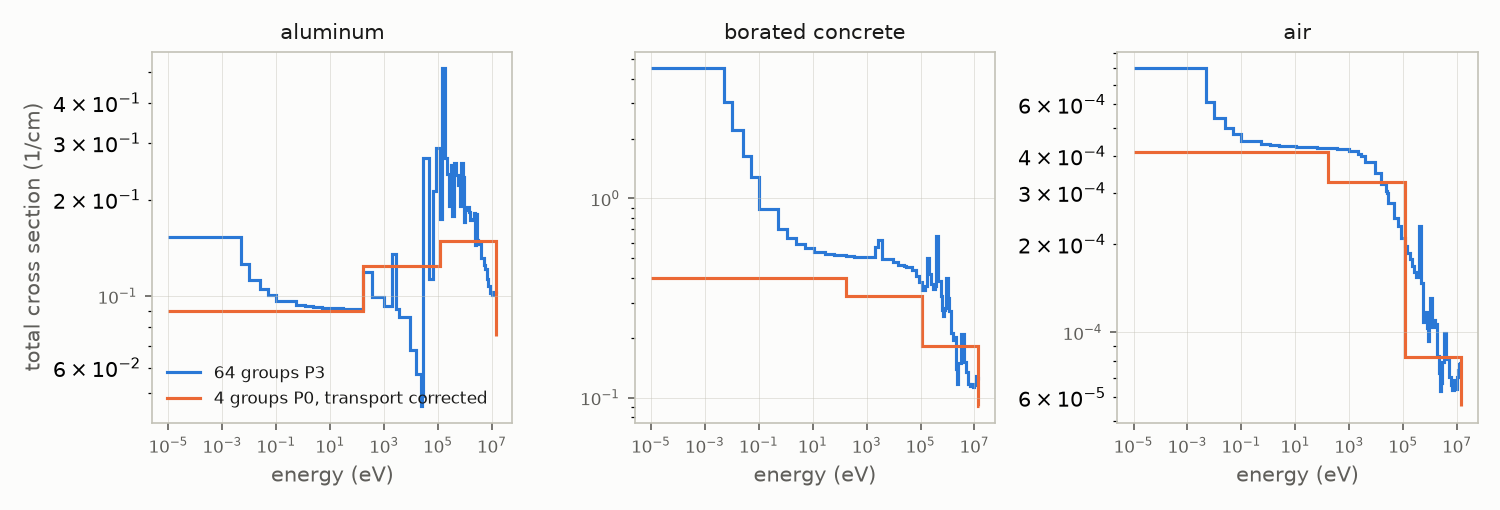 aluminum
total cross section (1/cm)
4 × 10⁻¹
3 × 10⁻¹
2 × 10⁻¹
10⁻¹
6 × 10⁻²
64 groups P3
4 groups P0, transport corrected
10⁻⁵ 10⁻³ 10⁻¹ 10¹ 10³ 10⁵ 10⁷
energy (eV)
borated concrete
10⁰
10⁻¹
10⁻⁵ 10⁻³ 10⁻¹ 10¹ 10³ 10⁵ 10⁷
energy (eV)
air
6 × 10⁻⁴
4 × 10⁻⁴
3 × 10⁻⁴
2 × 10⁻⁴
10⁻⁴
6 × 10⁻⁵
10⁻⁵ 10⁻³ 10⁻¹ 10¹ 10³ 10⁵ 10⁷
energy (eV)